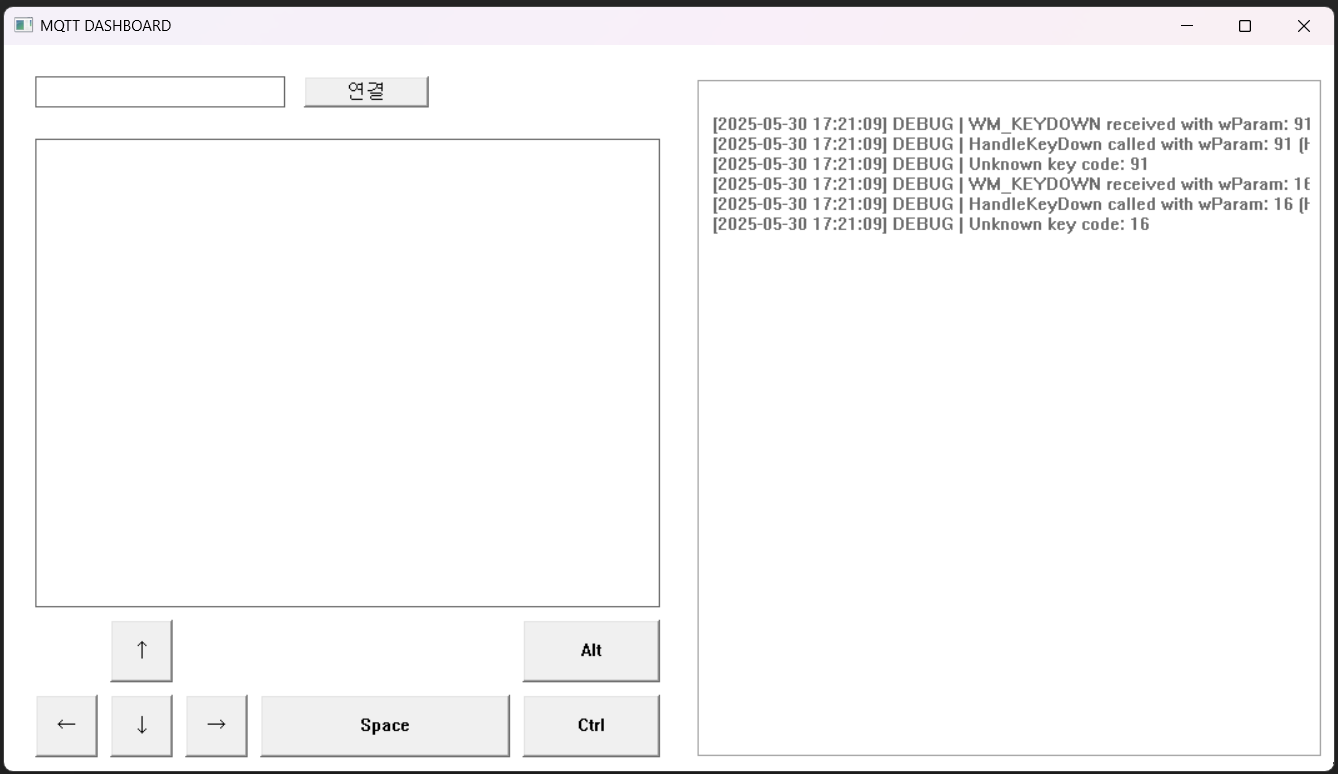 MQTT DASHBOARD
연결
[2025-05-30 17:21:09] DEBUG | WM_KEYDOWN received with wParam: 91
[2025-05-30 17:21:09] DEBUG | HandleKeyDown called with wParam: 91 (
[2025-05-30 17:21:09] DEBUG | Unknown key code: 91
[2025-05-30 17:21:09] DEBUG | WM_KEYDOWN received with wParam: 16
[2025-05-30 17:21:09] DEBUG | HandleKeyDown called with wParam: 16 (
[2025-05-30 17:21:09] DEBUG | Unknown key code: 16
↑
Alt
← ↓ → Space Ctrl